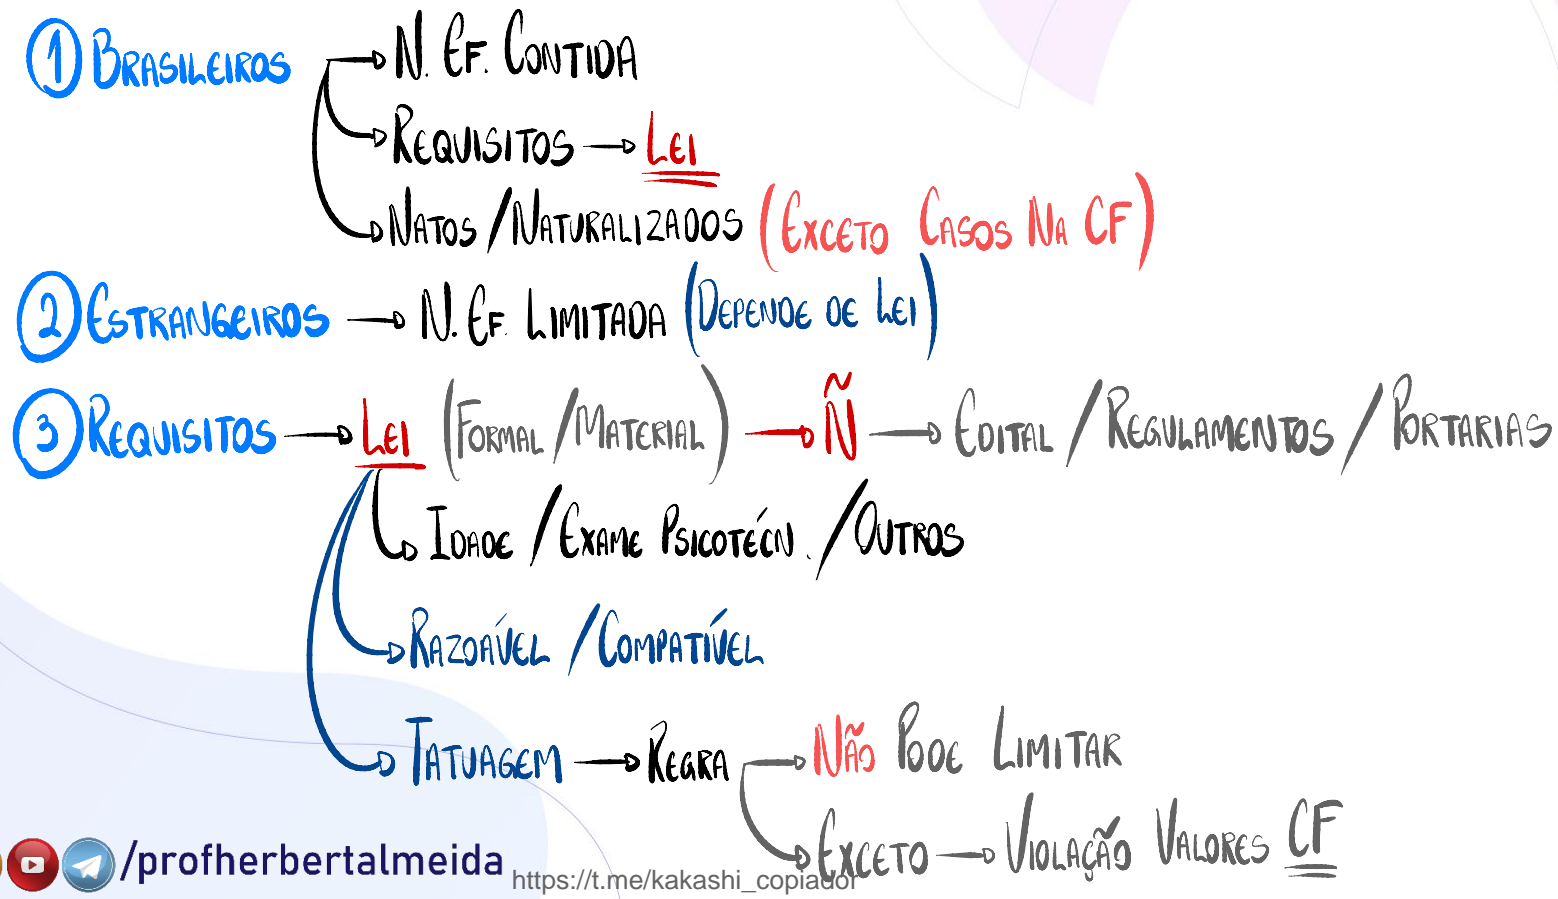 1 BRASILEIROS → N. EF. CONTIDA
→ REQUISITOS → LEI
→ NATOS / NATURALIZADOS (EXCETO CASOS NA CF)
2 ESTRANGEIROS → N. EF. LIMITADA (DEPENDE DE LEI)
3 REQUISITOS → LEI (FORMAL / MATERIAL) → Ñ → EDITAL / REGULAMENTOS / PORTARIAS
→ IDADE / EXAME PSICOTÉCN. / OUTROS
→ RAZOÁVEL / COMPATÍVEL
→ TATUAGEM → REGRA → NÃO PODE LIMITAR
→ EXCETO → VIOLAÇÃO VALORES CF
/profherbertalmeida
https://t.me/kakashi_copiador